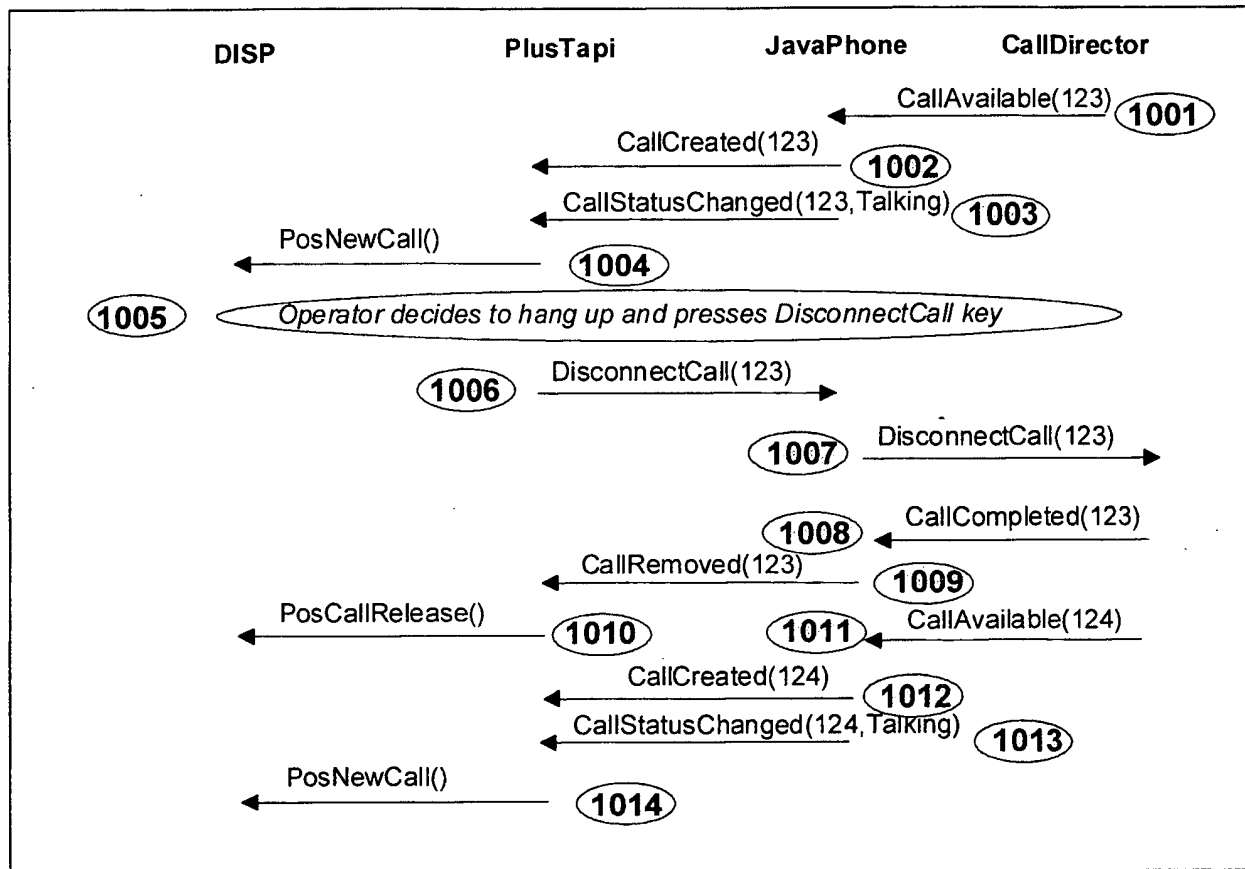 DISP PlusTapi JavaPhone CallDirector
CallAvailable(123) 1001
CallCreated(123) 1002
CallStatusChanged(123,Talking) 1003
PosNewCall() 1004
1005 Operator decides to hang up and presses DisconnectCall key
1006 DisconnectCall(123)
1007 DisconnectCall(123)
1008 CallCompleted(123)
CallRemoved(123) 1009
PosCallRelease() 1010 1011 CallAvailable(124)
CallCreated(124) 1012
CallStatusChanged(124,Talking) 1013
PosNewCall() 1014